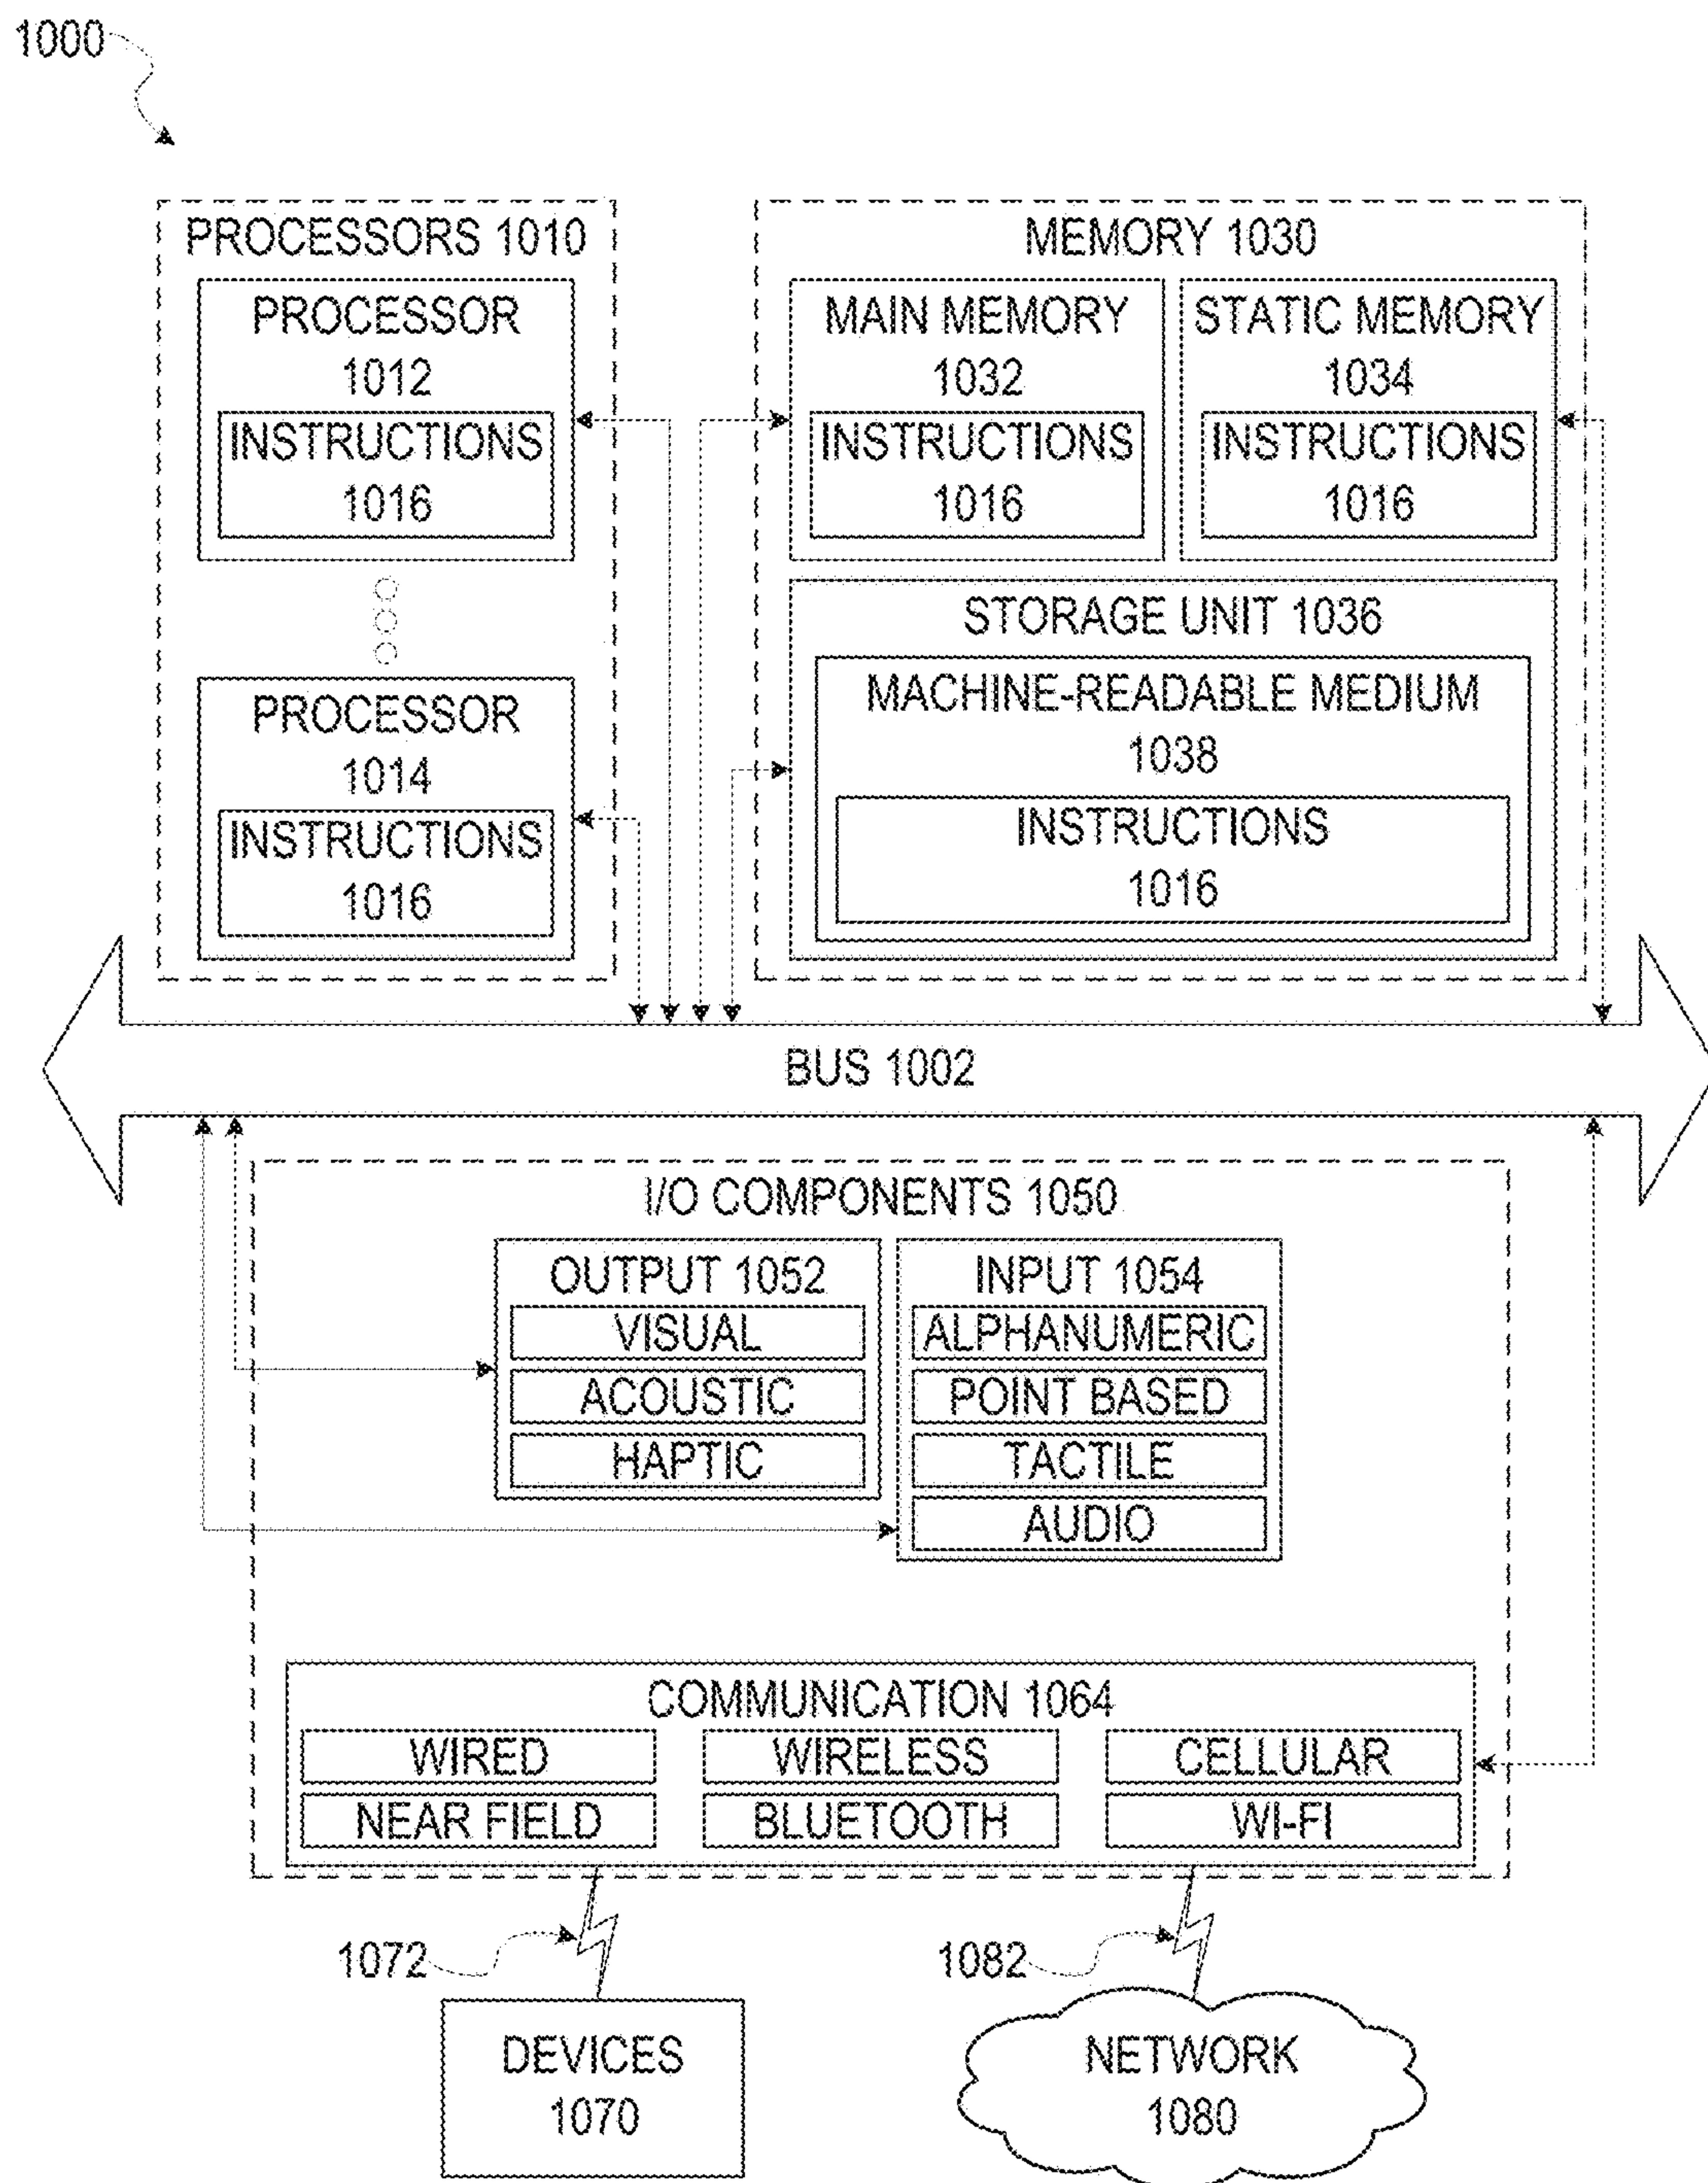 1000
PROCESSORS 1010
PROCESSOR
1012
INSTRUCTIONS
1016
PROCESSOR
1014
INSTRUCTIONS
1016
MEMORY 1030
MAIN MEMORY
1032
INSTRUCTIONS
1016
STATIC MEMORY
1034
INSTRUCTIONS
1016
STORAGE UNIT 1036
MACHINE-READABLE MEDIUM
1038
INSTRUCTIONS
1016
BUS 1002
I/O COMPONENTS 1050
OUTPUT 1052
VISUAL
ACOUSTIC
HAPTIC
INPUT 1054
ALPHANUMERIC
POINT BASED
TACTILE
AUDIO
COMMUNICATION 1064
WIRED
WIRELESS
CELLULAR
NEAR FIELD
BLUETOOTH
WI-FI
1072
1082
DEVICES
1070
NETWORK
1080